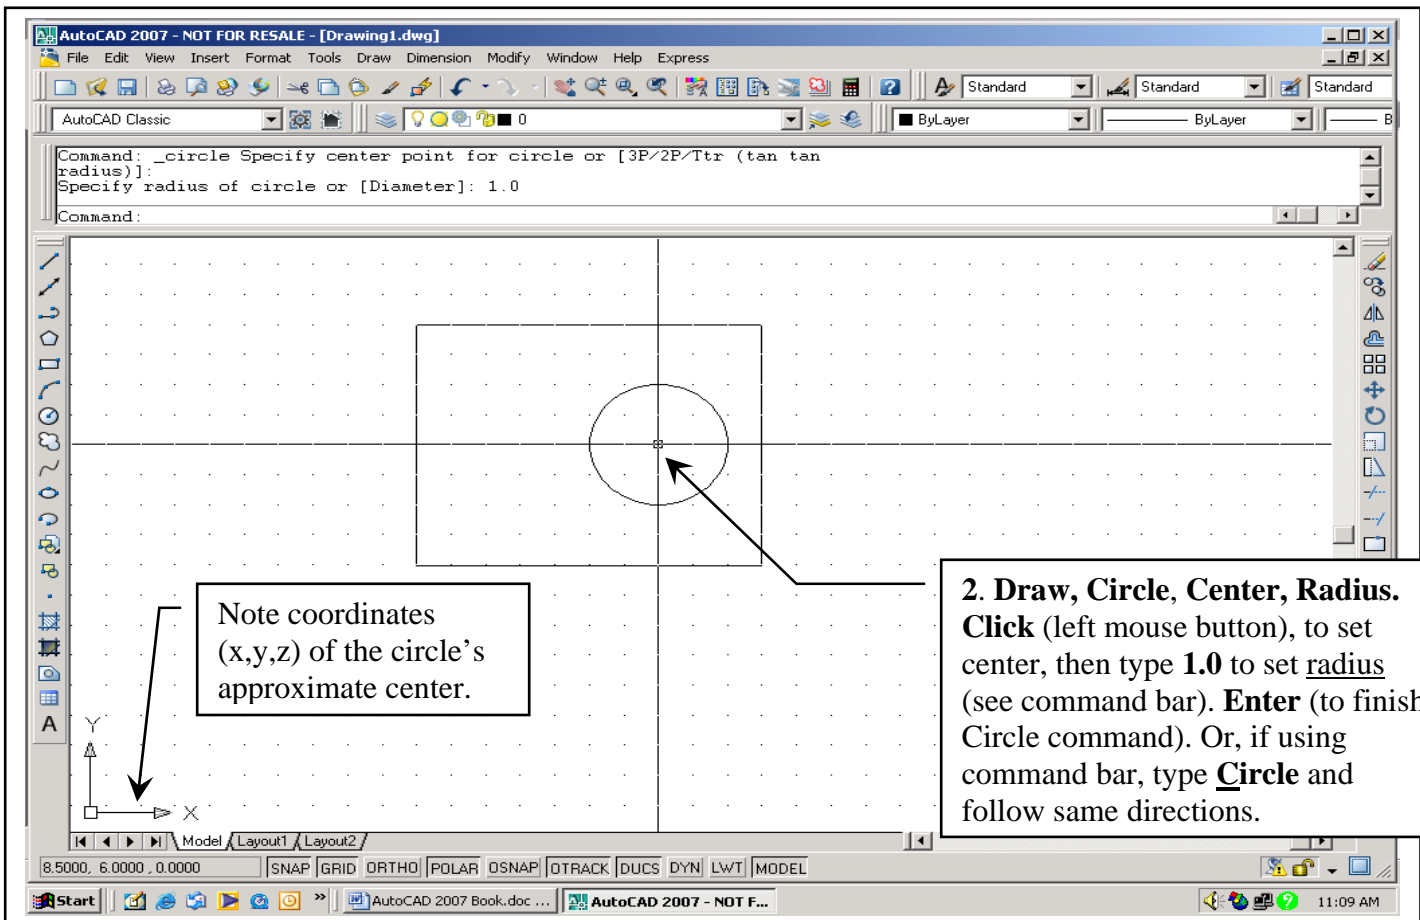 AutoCAD 2007 - NOT FOR RESALE - [Drawing1.dwg]
File Edit View Insert Format Tools Draw Dimension Modify Window Help Express
Standard Standard Standard
AutoCAD Classic 0 ByLayer ByLayer B
Command: _circle Specify center point for circle or [3P/2P/Ttr (tan tan
radius)]:
Specify radius of circle or [Diameter]: 1.0
Command:
Note coordinates
(x,y,z) of the circle’s
approximate center.
2. Draw, Circle, Center, Radius.
Click (left mouse button), to set
center, then type 1.0 to set radius
(see command bar). Enter (to finish
Circle command). Or, if using
command bar, type Circle and
follow same directions.
A
Y
X
Model Layout1 Layout2
8.5000, 6.0000 , 0.0000 SNAP GRID ORTHO POLAR OSNAP OTRACK DUCS DYN LWT MODEL
Start » AutoCAD 2007 Book.doc ... AutoCAD 2007 - NOT F... 11:09 AM